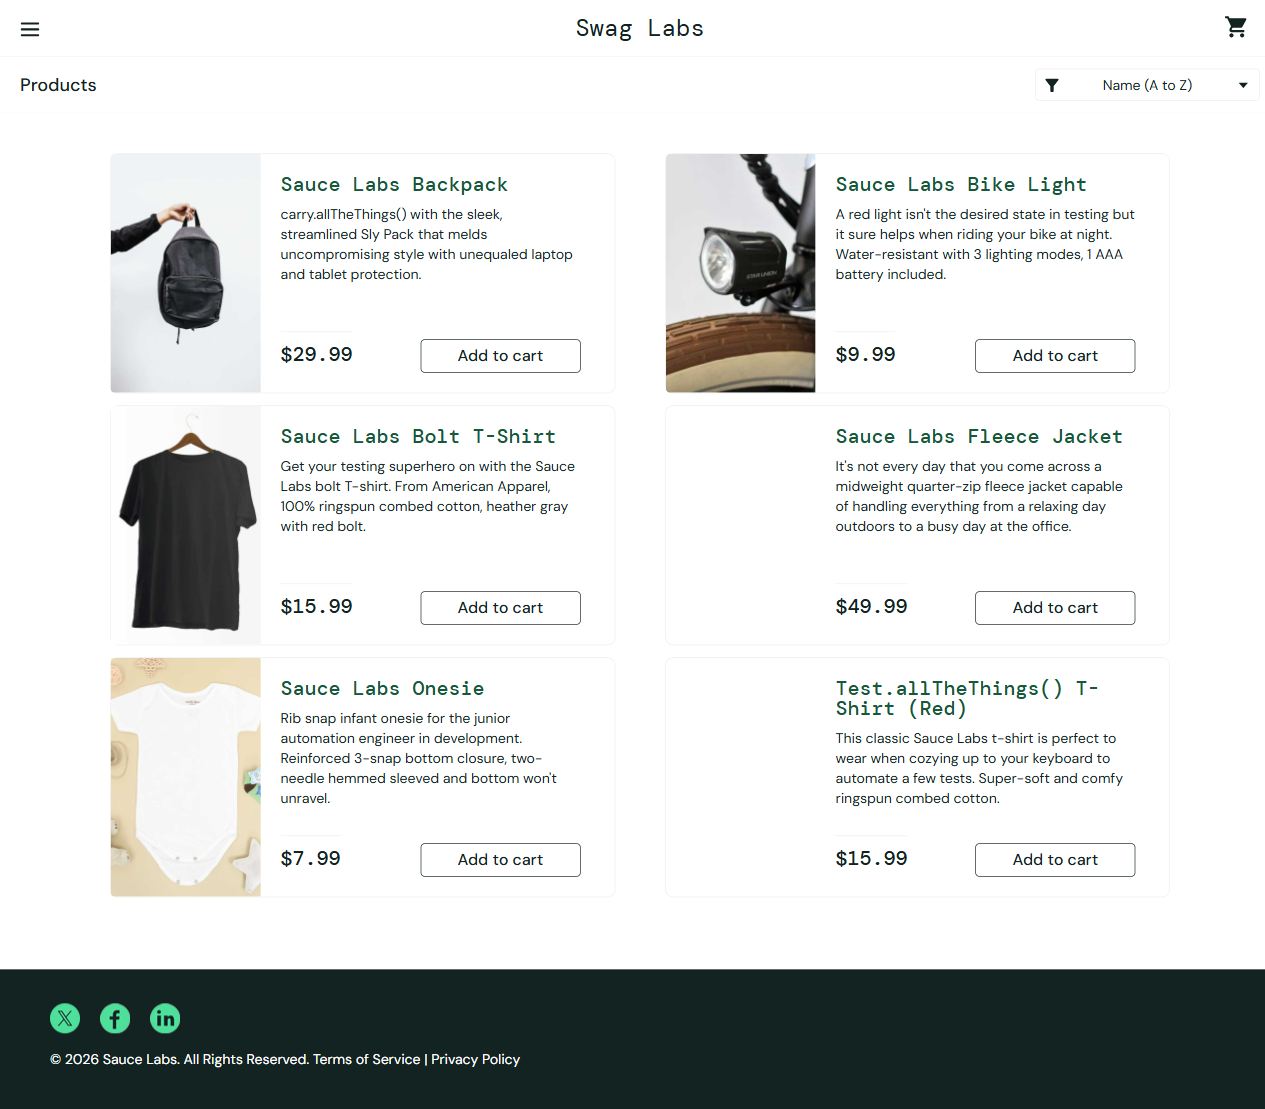 Swag Labs
Products
Name (A to Z)
Sauce Labs Backpack
carry.allTheThings() with the sleek,
streamlined Sly Pack that melds
uncompromising style with unequaled laptop
and tablet protection.
$29.99
Add to cart
Sauce Labs Bike Light
A red light isn't the desired state in testing but
it sure helps when riding your bike at night.
Water-resistant with 3 lighting modes, 1 AAA
battery included.
$9.99
Add to cart
STAR UNION
Sauce Labs Bolt T-Shirt
Get your testing superhero on with the Sauce
Labs bolt T-shirt. From American Apparel,
100% ringspun combed cotton, heather gray
with red bolt.
$15.99
Add to cart
Sauce Labs Fleece Jacket
It's not every day that you come across a
midweight quarter-zip fleece jacket capable
of handling everything from a relaxing day
outdoors to a busy day at the office.
$49.99
Add to cart
Sauce Labs Onesie
Rib snap infant onesie for the junior
automation engineer in development.
Reinforced 3-snap bottom closure, two-
needle hemmed sleeved and bottom won't
unravel.
$7.99
Add to cart
Test.allTheThings() T-
Shirt (Red)
This classic Sauce Labs t-shirt is perfect to
wear when cozying up to your keyboard to
automate a few tests. Super-soft and comfy
ringspun combed cotton.
$15.99
Add to cart
© 2026 Sauce Labs. All Rights Reserved. Terms of Service | Privacy Policy